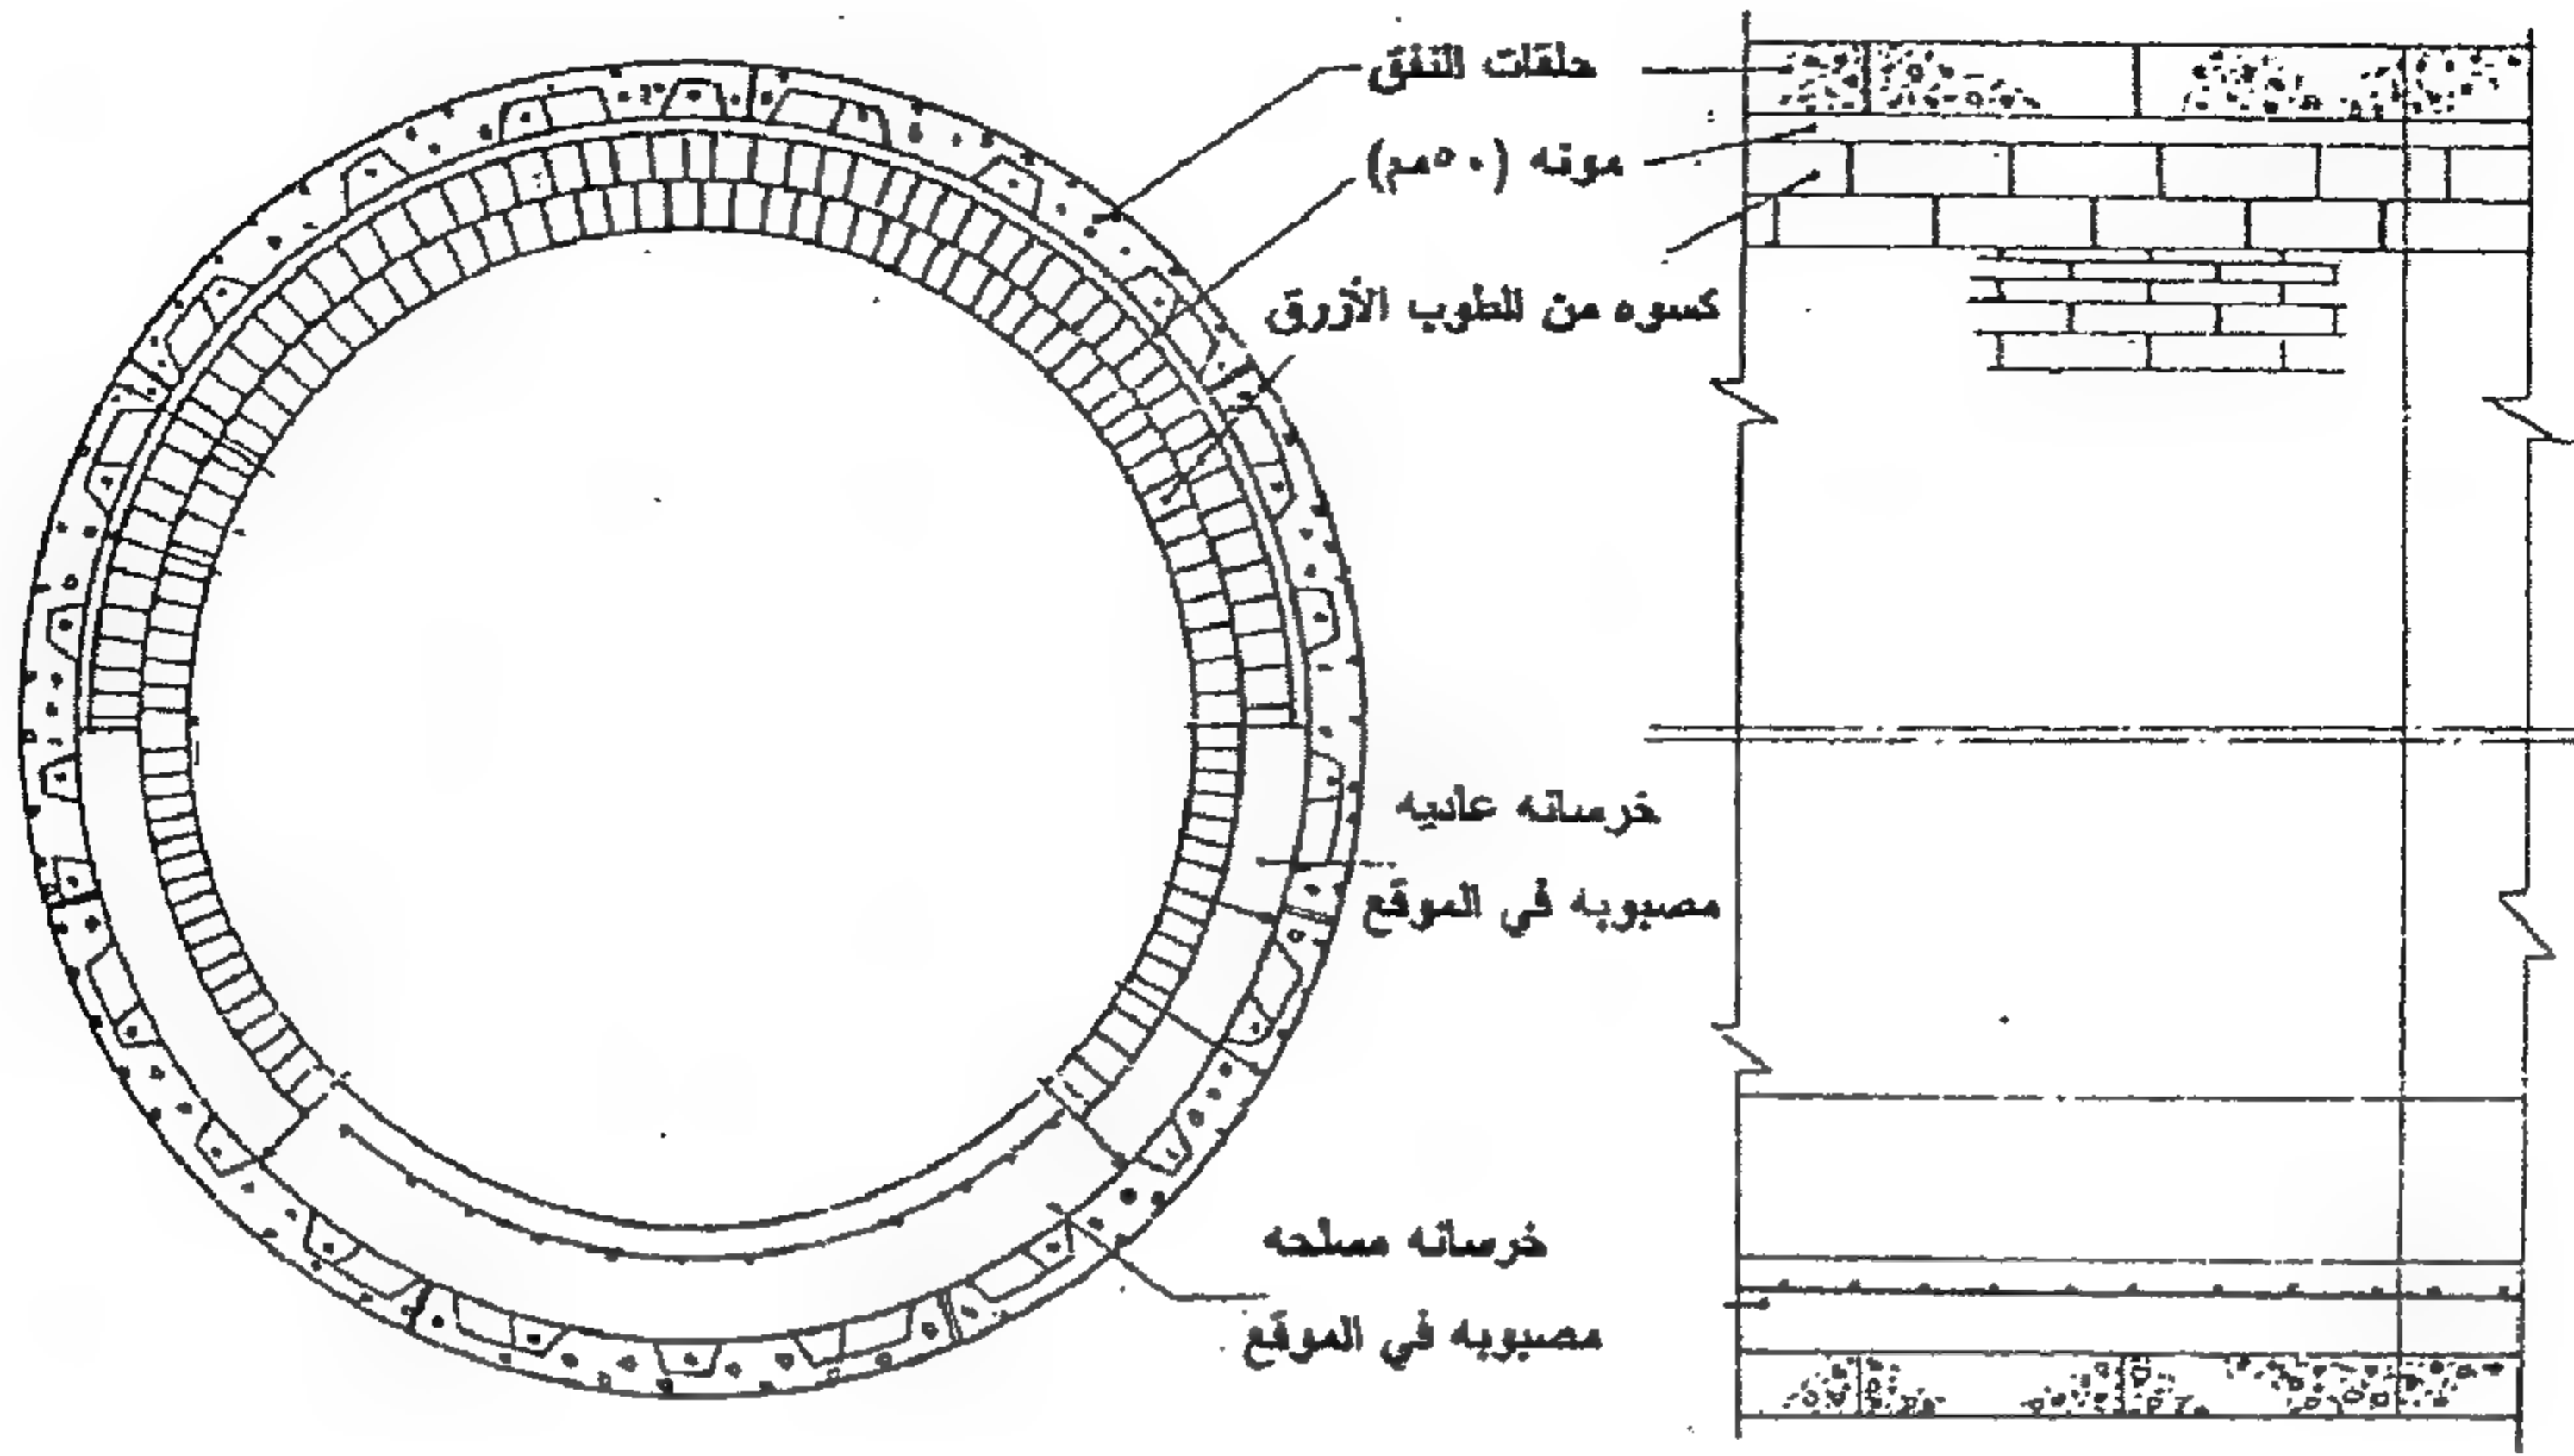 حلقات النفق
مونه (٥٠مم)
كسوه من الطوب الأزرق
خرسانه عاديه
مصبوبه في الموقع
خرسانه مسلحه
مصبوبه في الموقع